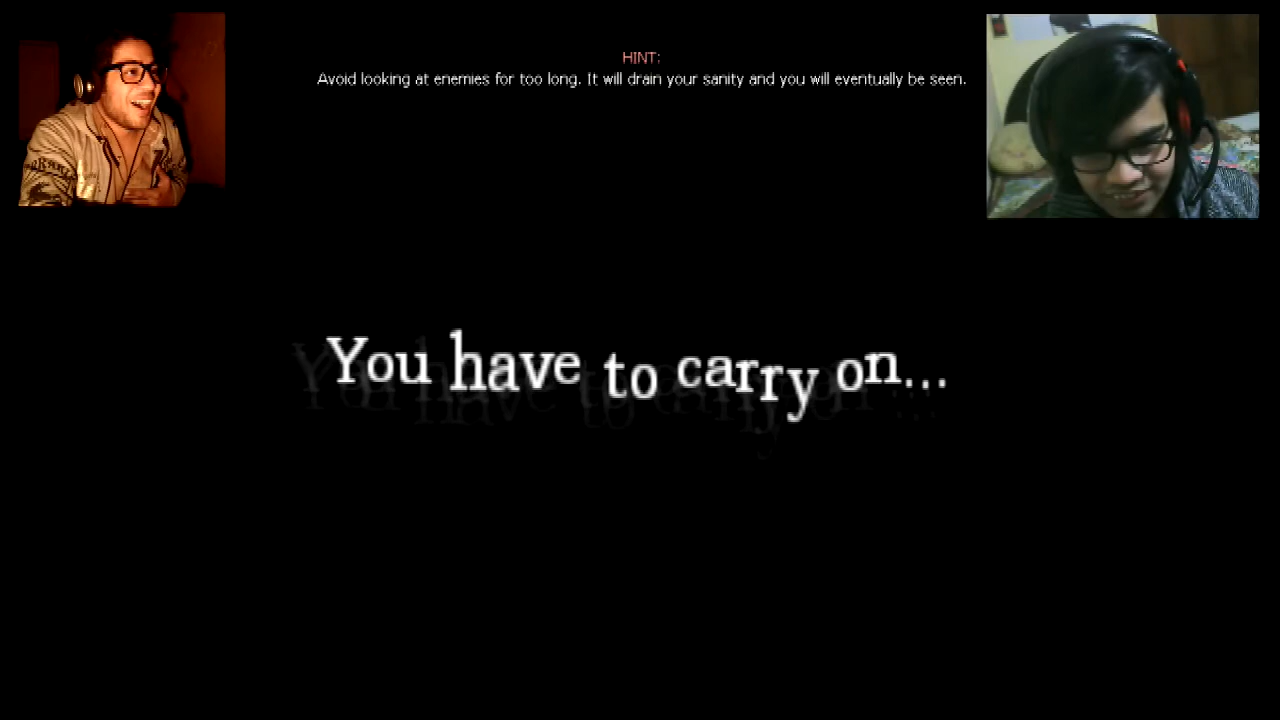 HINT:
Avoid looking at enemies for too long. It will drain your sanity and you will eventually be seen.
You have to carry on...